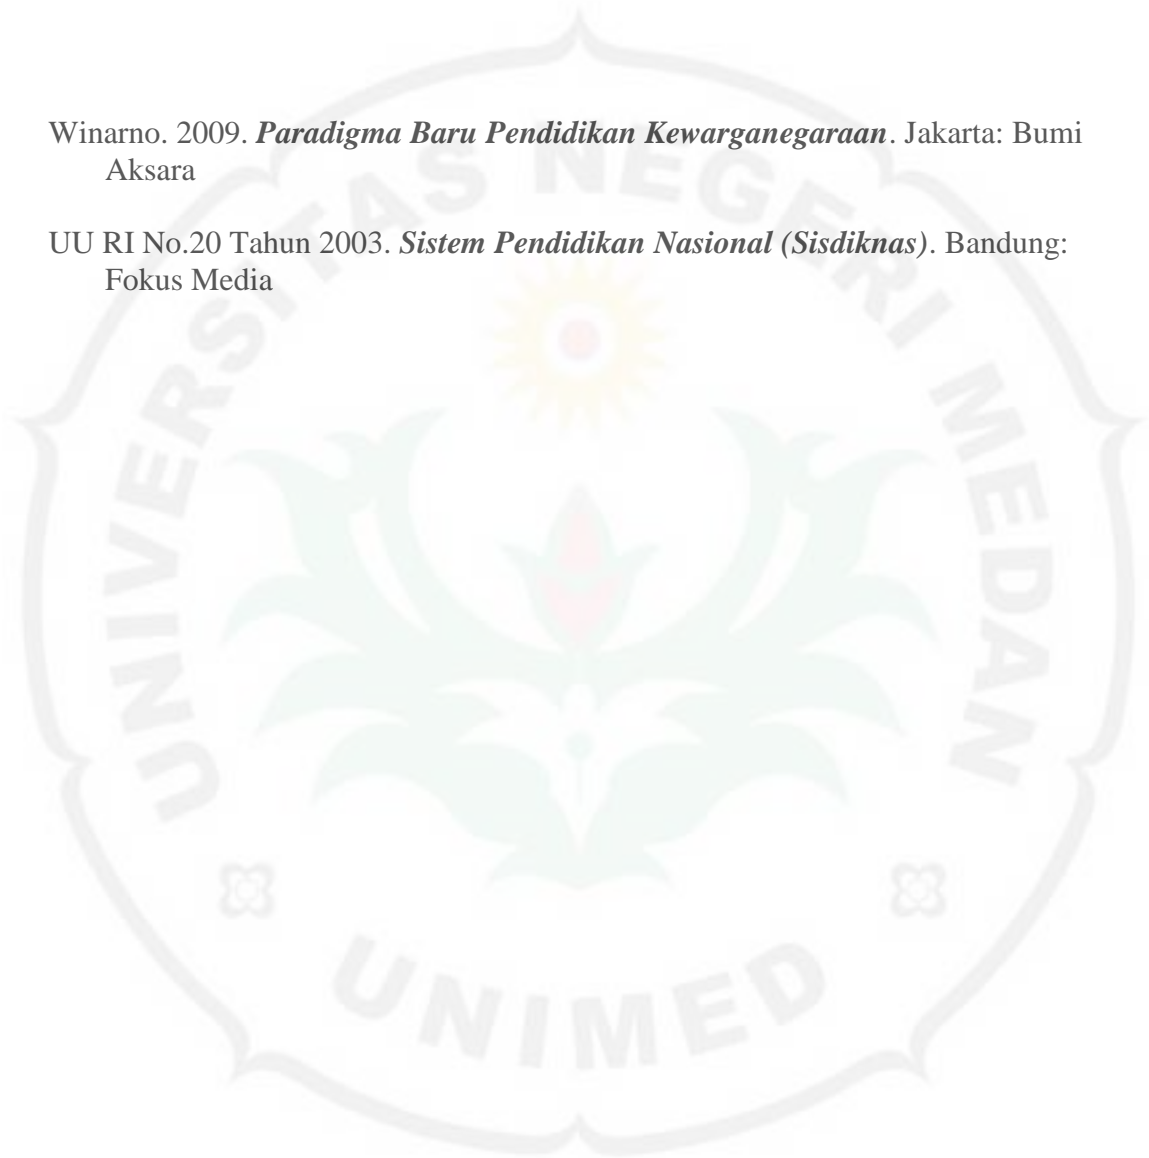 Winarno. 2009. Paradigma Baru Pendidikan Kewarganegaraan. Jakarta: Bumi
Aksara
UU RI No.20 Tahun 2003. Sistem Pendidikan Nasional (Sisdiknas). Bandung:
Fokus Media
UNIVERSITAS NEGERI MEDAN
UNIMED